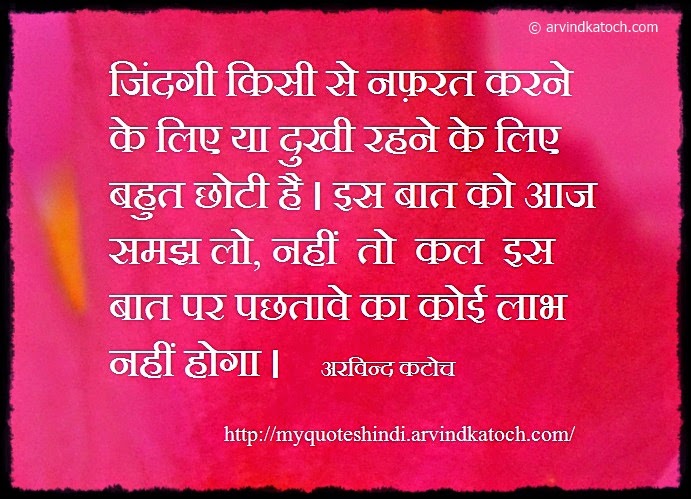 © arvindkatoch.com
जिंदगी किसी से नफ़रत करने
के लिए या दुखी रहने के लिए
बहुत छोटी है। इस बात को आज
समझ लो, नहीं तो कल इस
बात पर पछतावे का कोई लाभ
नहीं होगा। अरविन्द कटोच
http://myquoteshindi.arvindkatoch.com/